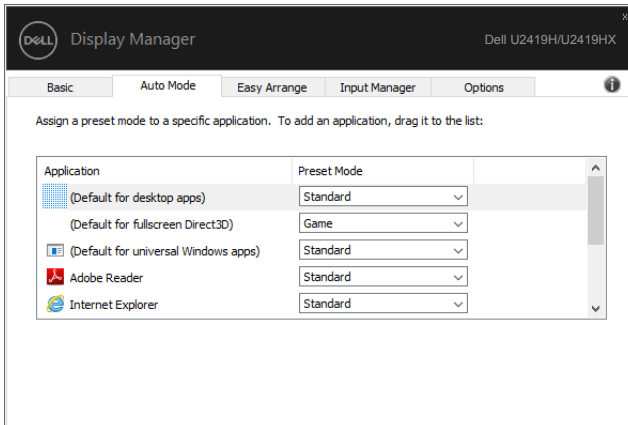 x
DELL Display Manager Dell U2419H/U2419HX
Basic Auto Mode Easy Arrange Input Manager Options i
Assign a preset mode to a specific application. To add an application, drag it to the list:
Application Preset Mode
(Default for desktop apps) Standard
(Default for fullscreen Direct3D) Game
(Default for universal Windows apps) Standard
Adobe Reader Standard
Internet Explorer Standard